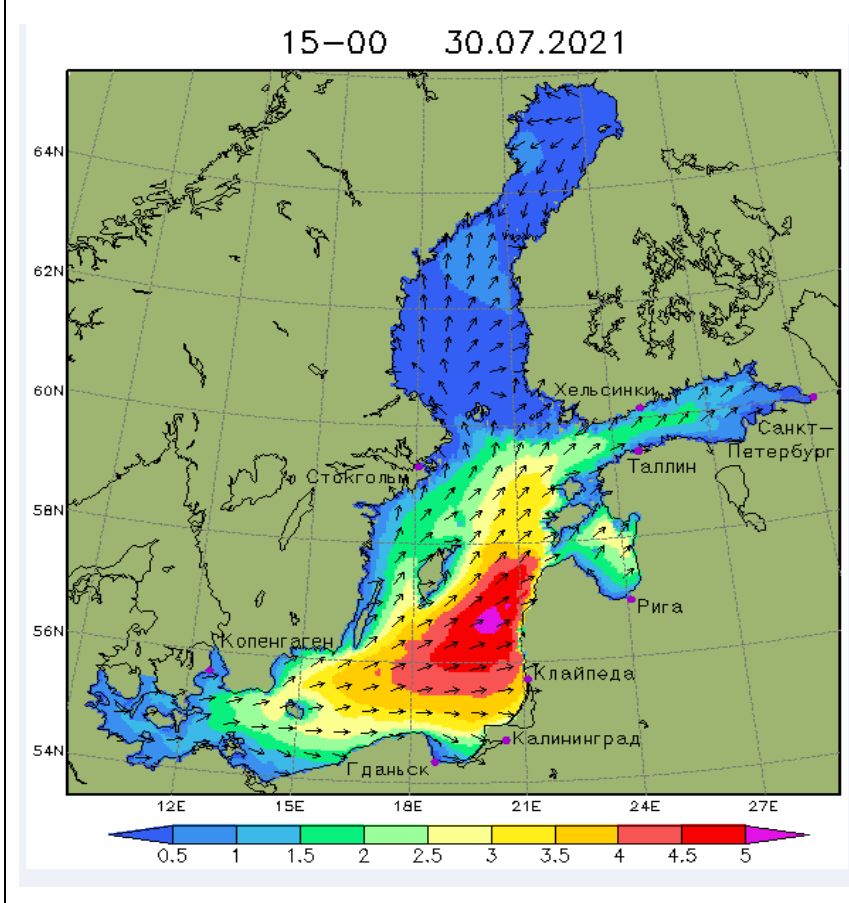 15-00 30.07.2021
64N
62N
60N
Хельсинки
Санкт-
Петербург
Стокгольм
Таллин
58N
Рига
56N
Копенгаген
Клайпеда
54N
Калининград
Гданьск
12E 15E 18E 21E 24E 27E
0.5 1 1.5 2 2.5 3 3.5 4 4.5 5